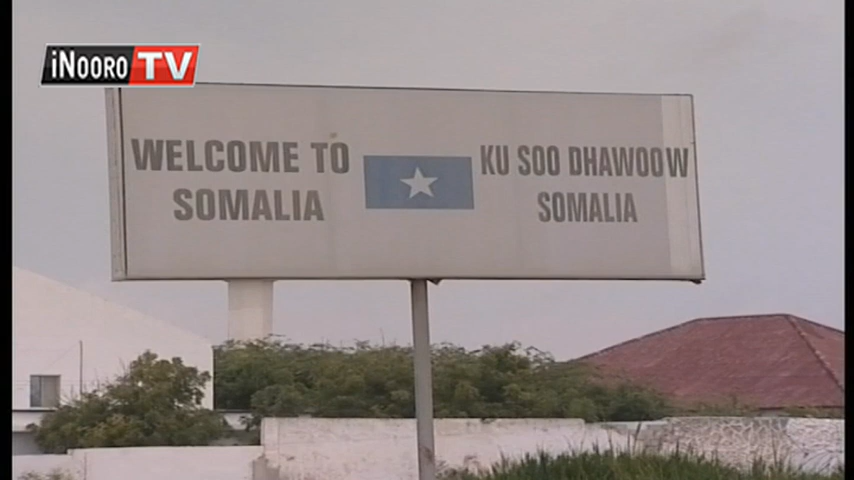 iNOORO TV
WELCOME TO
SOMALIA
KU SOO DHAWOOW
SOMALIA